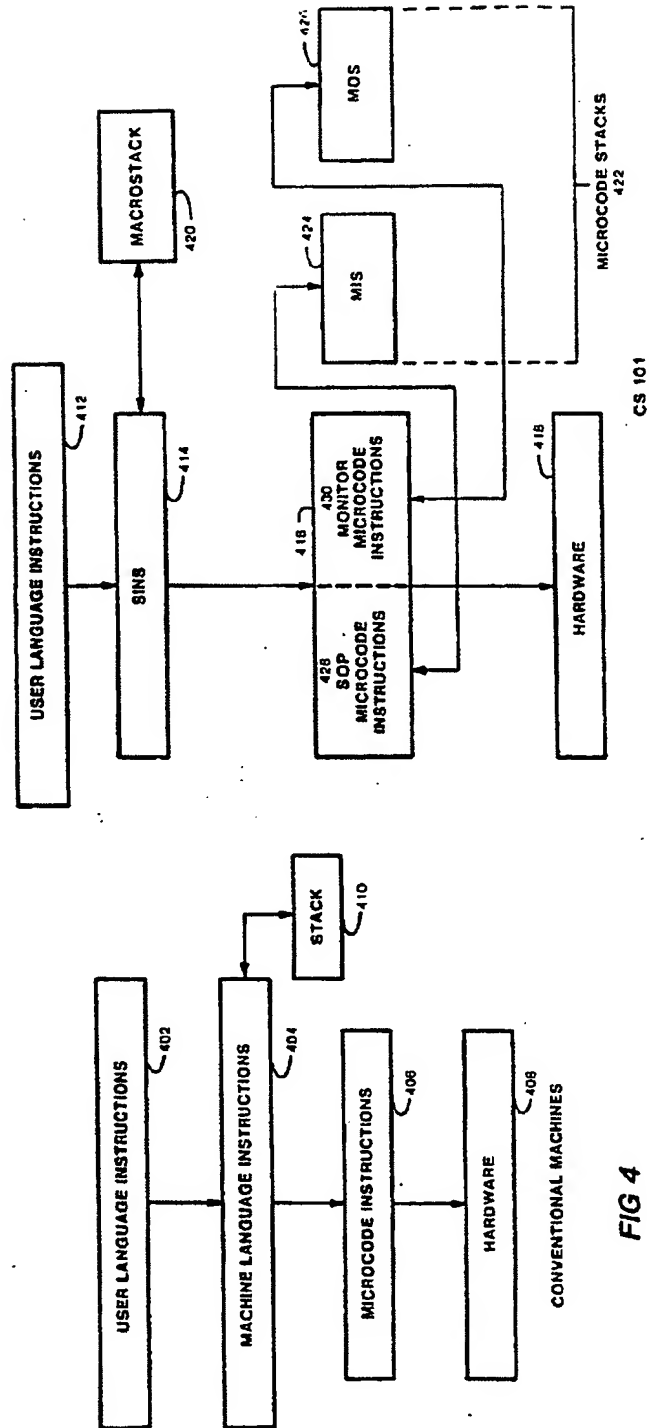 USER LANGUAGE INSTRUCTIONS
402
MACHINE LANGUAGE INSTRUCTIONS
404
STACK
410
MICROCODE INSTRUCTIONS
406
HARDWARE
408
CONVENTIONAL MACHINES
FIG 4
USER LANGUAGE INSTRUCTIONS
412
SINS
414
MACROSTACK
420
416
428
SOP
MICROCODE
INSTRUCTIONS
430
MONITOR
MICROCODE
INSTRUCTIONS
MIS
424
MOS
426
MICROCODE STACKS
422
HARDWARE
418
CS 101